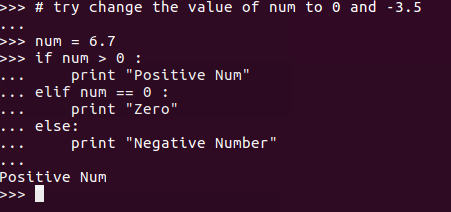 >>> # try change the value of num to 0 and -3.5
...
>>> num = 6.7
>>> if num > 0 :
...     print "Positive Num"
... elif num == 0 :
...     print "Zero"
... else:
...     print "Negative Number"
...
Positive Num
>>>